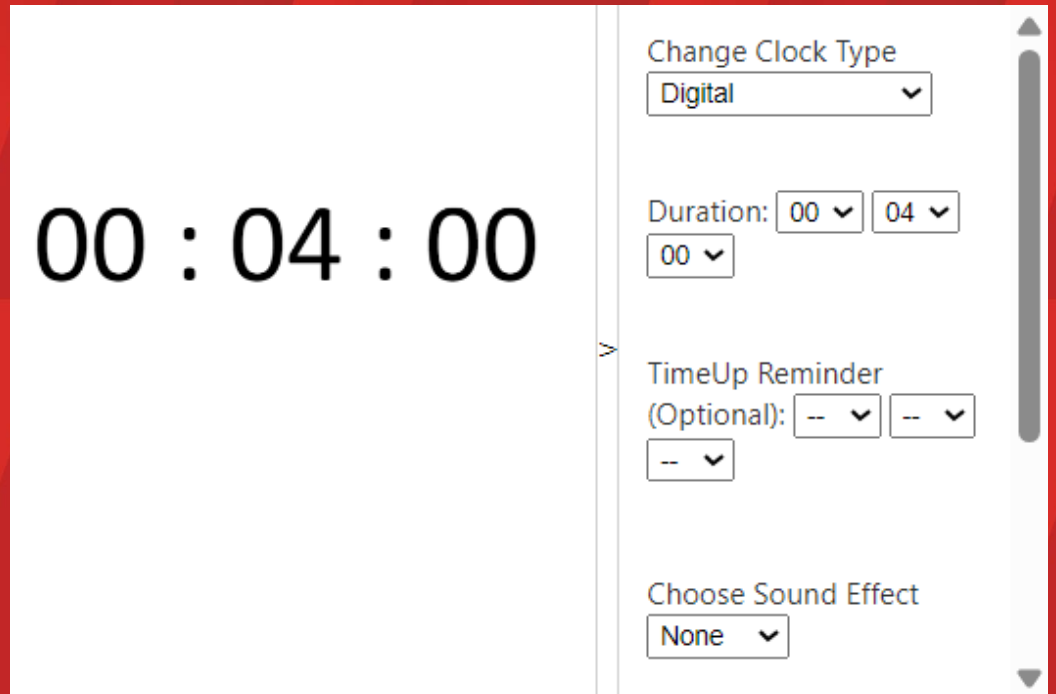 00 : 04 : 00
>
Change Clock Type
Digital
Duration: 00 04
00
TimeUp Reminder
(Optional): -- --
--
Choose Sound Effect
None